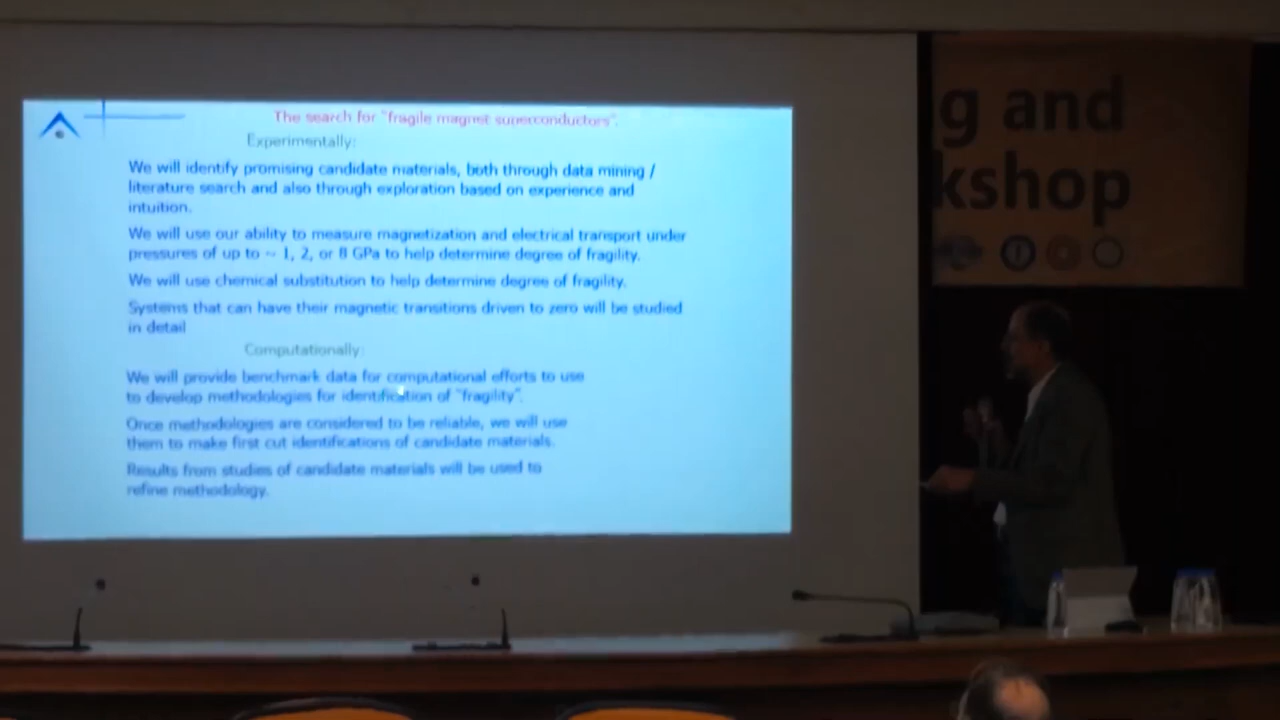 The search for "fragile magnet superconductors".
Experimentally:
We will identify promising candidate materials, both through data mining /
literature search and also through exploration based on experience and
intuition.
We will use our ability to measure magnetization and electrical transport under
pressures of up to ~ 1, 2, or 8 GPa to help determine degree of fragility.
We will use chemical substitution to help determine degree of fragility.
Systems that can have their magnetic transitions driven to zero will be studied
in detail
Computationally:
We will provide benchmark data for computational efforts to use
to develop methodologies for identification of "fragility".
Once methodologies are considered to be reliable, we will use
them to make first cut identifications of candidate materials.
Results from studies of candidate materials will be used to
refine methodology.
g and
kshop